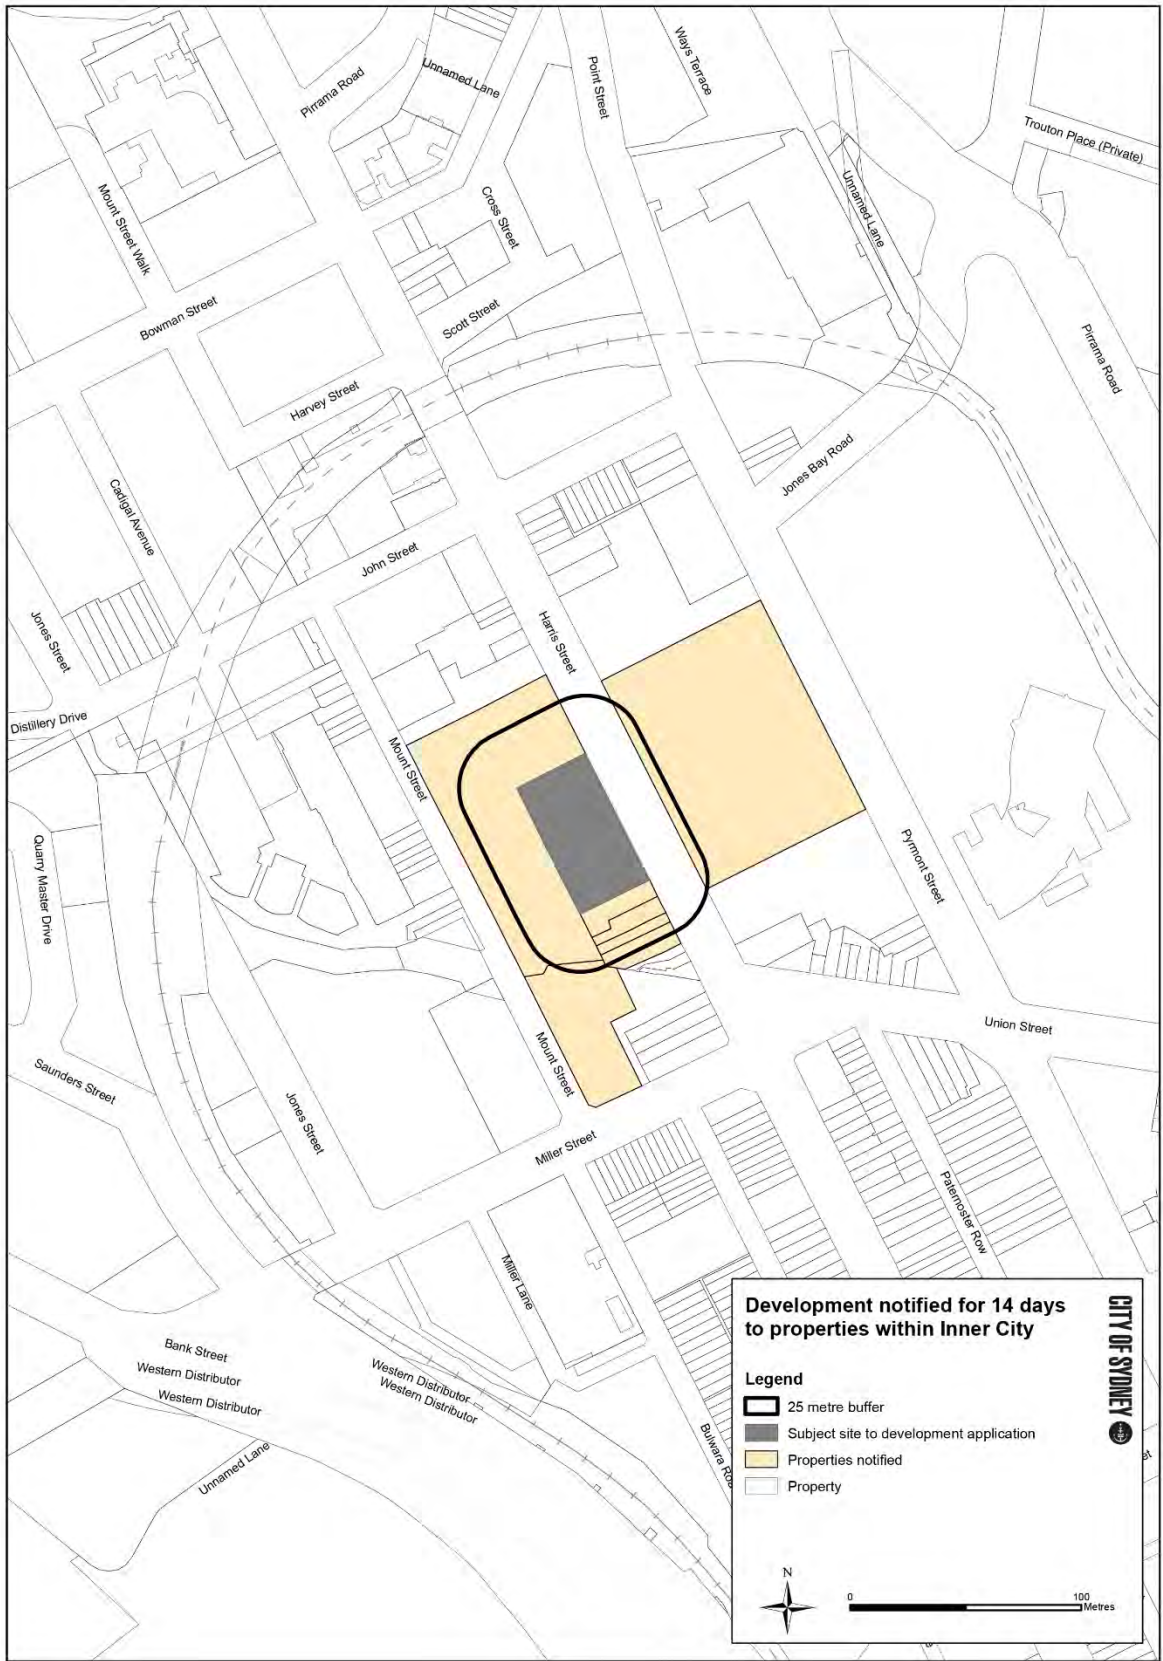 Point Street
Ways Terrace
Pirrama Road
Unnamed Lane
Trouton Place (Private)
Mount Street Walk
Cross Street
Unnamed Lane
Bowman Street
Scott Street
Pirrama Road
Harvey Street
Jones Bay Road
Cadigal Avenue
John Street
Jones Street
Harris Street
Distillery Drive
Mount Street
Quarry Master Drive
Pyrmont Street
Union Street
Mount Street
Saunders Street
Jones Street
Miller Street
Paternoster Row
Miller Lane
Bank Street
Western Distributor
Western Distributor
Western Distributor
Western Distributor
Unnamed Lane
Bulwara
Development notified for 14 days
to properties within Inner City
CITY OF SYDNEY
Legend
25 metre buffer
Subject site to development application
Properties notified
Property
N
0
100
Metres